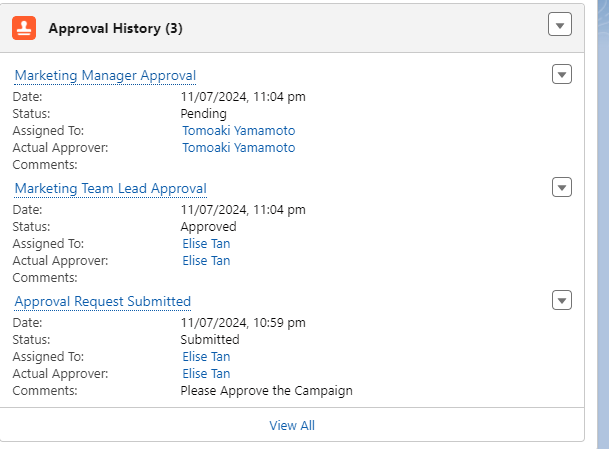 Approval History (3)
Marketing Manager Approval
Date: 11/07/2024, 11:04 pm
Status: Pending
Assigned To: Tomoaki Yamamoto
Actual Approver: Tomoaki Yamamoto
Comments:
Marketing Team Lead Approval
Date: 11/07/2024, 11:04 pm
Status: Approved
Assigned To: Elise Tan
Actual Approver: Elise Tan
Comments:
Approval Request Submitted
Date: 11/07/2024, 10:59 pm
Status: Submitted
Assigned To: Elise Tan
Actual Approver: Elise Tan
Comments: Please Approve the Campaign
View All